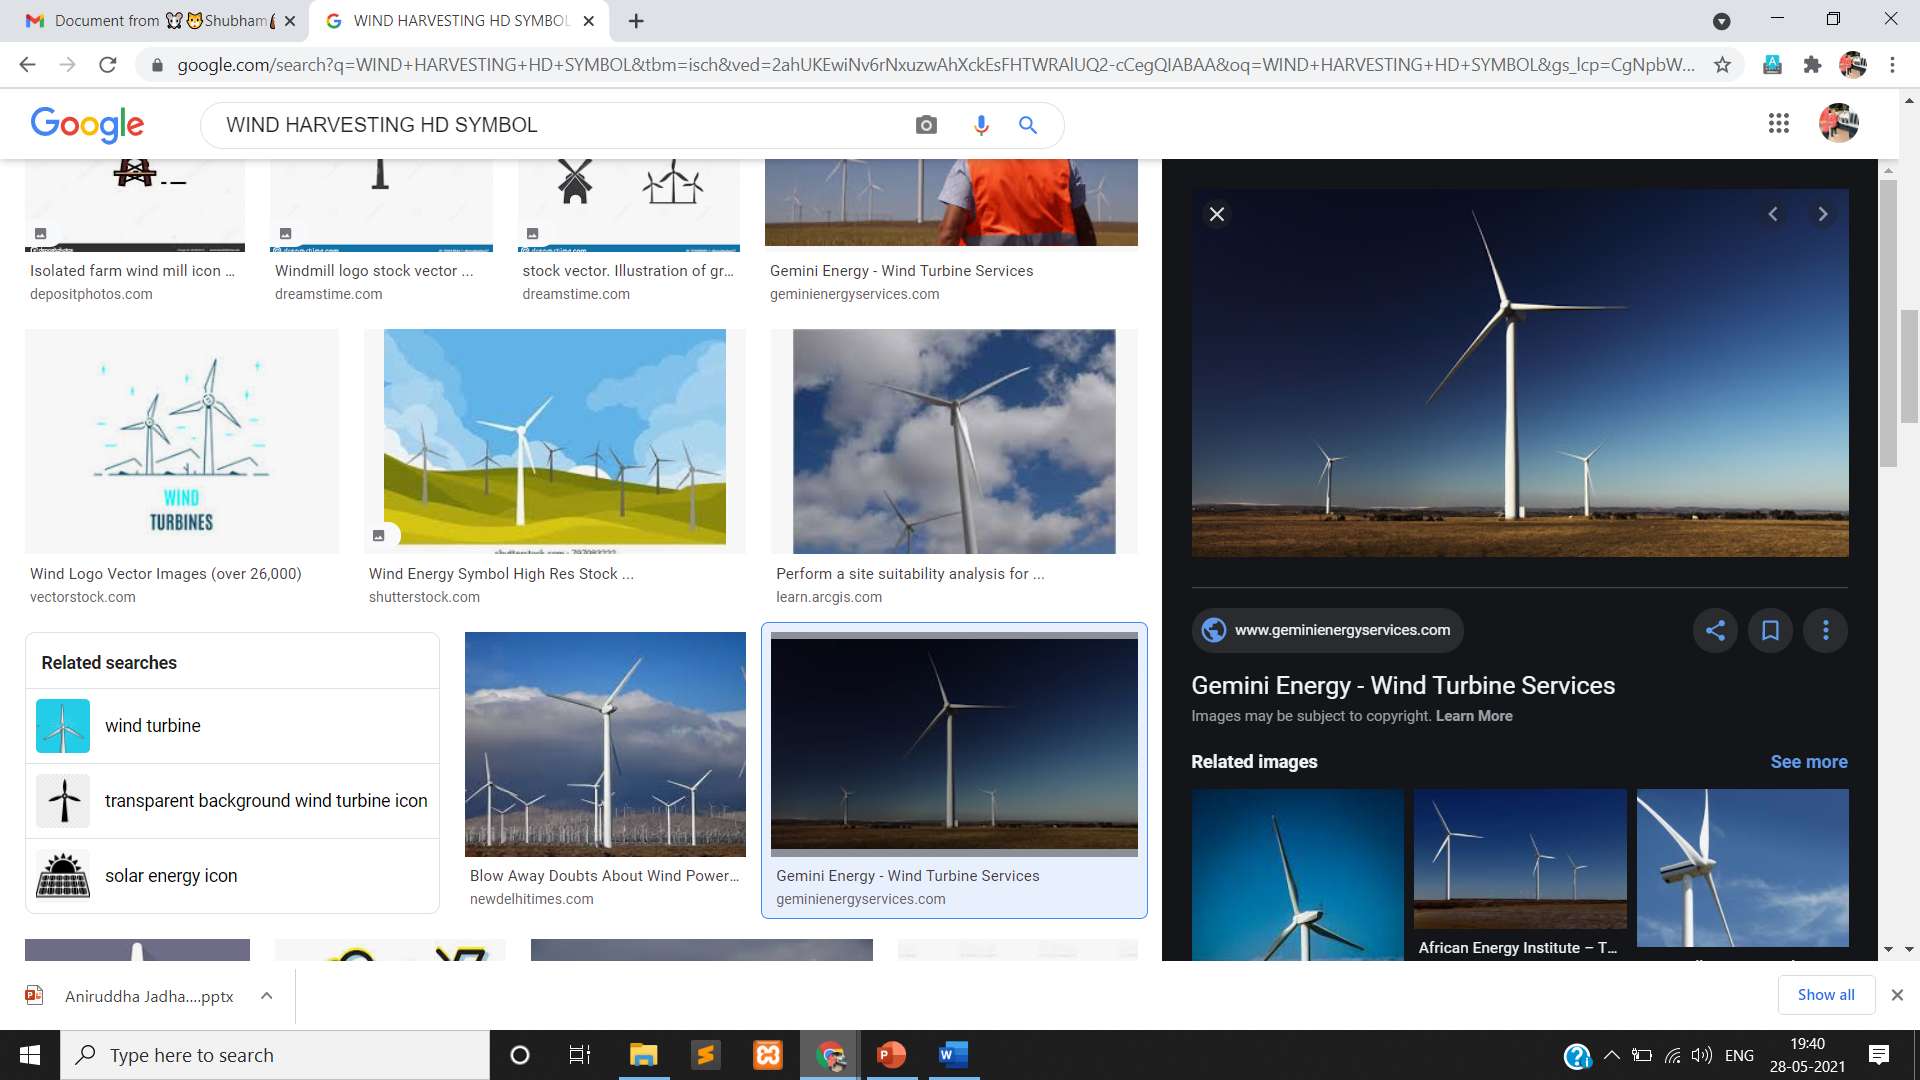 Document from 🐭🐱Shubham
WIND HARVESTING HD SYMBOL
google.com/search?q=WIND+HARVESTING+HD+SYMBOL&tbm=isch&ved=2ahUKEwiNv6rNxuzwAhXckEsFHTWRAlUQ2-cCegQIABAA&oq=WIND+HARVESTING+HD+SYMBOL&gs_lcp=CgNpbW...
Google
WIND HARVESTING HD SYMBOL
Isolated farm wind mill icon ...
depositphotos.com
Windmill logo stock vector ...
dreamstime.com
stock vector. Illustration of gr...
dreamstime.com
Gemini Energy - Wind Turbine Services
geminienergyservices.com
WIND
TURBINES
Wind Logo Vector Images (over 26,000)
vectorstock.com
Wind Energy Symbol High Res Stock ...
shutterstock.com
Perform a site suitability analysis for ...
learn.arcgis.com
Related searches
wind turbine
transparent background wind turbine icon
solar energy icon
Blow Away Doubts About Wind Power...
newdelhitimes.com
Gemini Energy - Wind Turbine Services
geminienergyservices.com
www.geminienergyservices.com
Gemini Energy - Wind Turbine Services
Images may be subject to copyright. Learn More
Related images
See more
African Energy Institute – T...
Aniruddha Jadha....pptx
Show all
Type here to search
ENG
19:40
28-05-2021